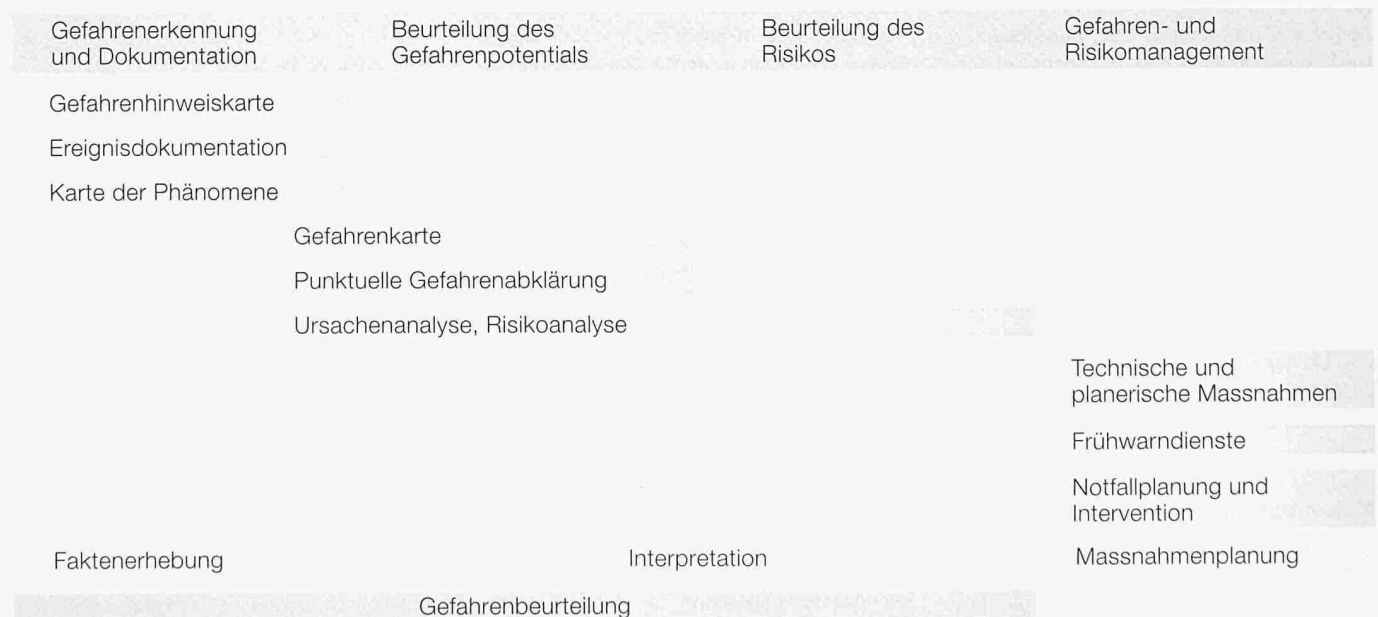 Gefahrenerkennung
und Dokumentation
Beurteilung des
Gefahrenpotentials
Beurteilung des
Risikos
Gefahren- und
Risikomanagement
Gefahrenhinweiskarte
Ereignisdokumentation
Karte der Phänomene
Gefahrenkarte
Punktuelle Gefahrenabklärung
Ursachenanalyse, Risikoanalyse
Technische und
planerische Massnahmen
Frühwarndienste
Notfallplanung und
Intervention
Faktenerhebung
Interpretation
Massnahmenplanung
Gefahrenbeurteilung